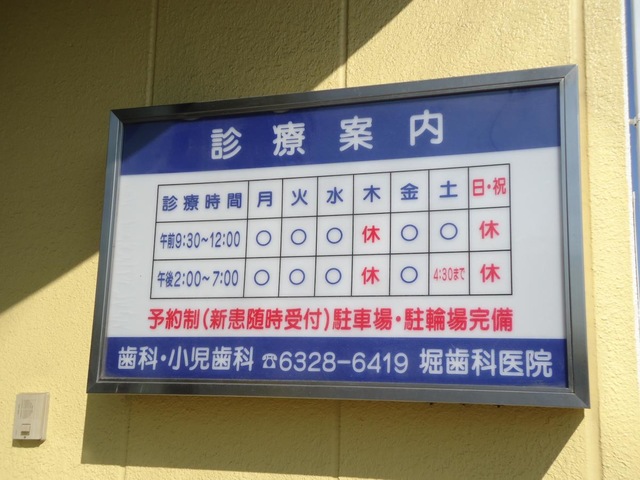 診療案内
診療時間 月 火 水 木 金 土 日・祝
午前9:30～12:00 〇 〇 〇 休 〇 〇 休
午後2:00～7:00 〇 〇 〇 休 〇 4:30まで 休
予約制(新患随時受付)駐車場・駐輪場完備
歯科・小児歯科 ☎6328-6419 堀歯科医院